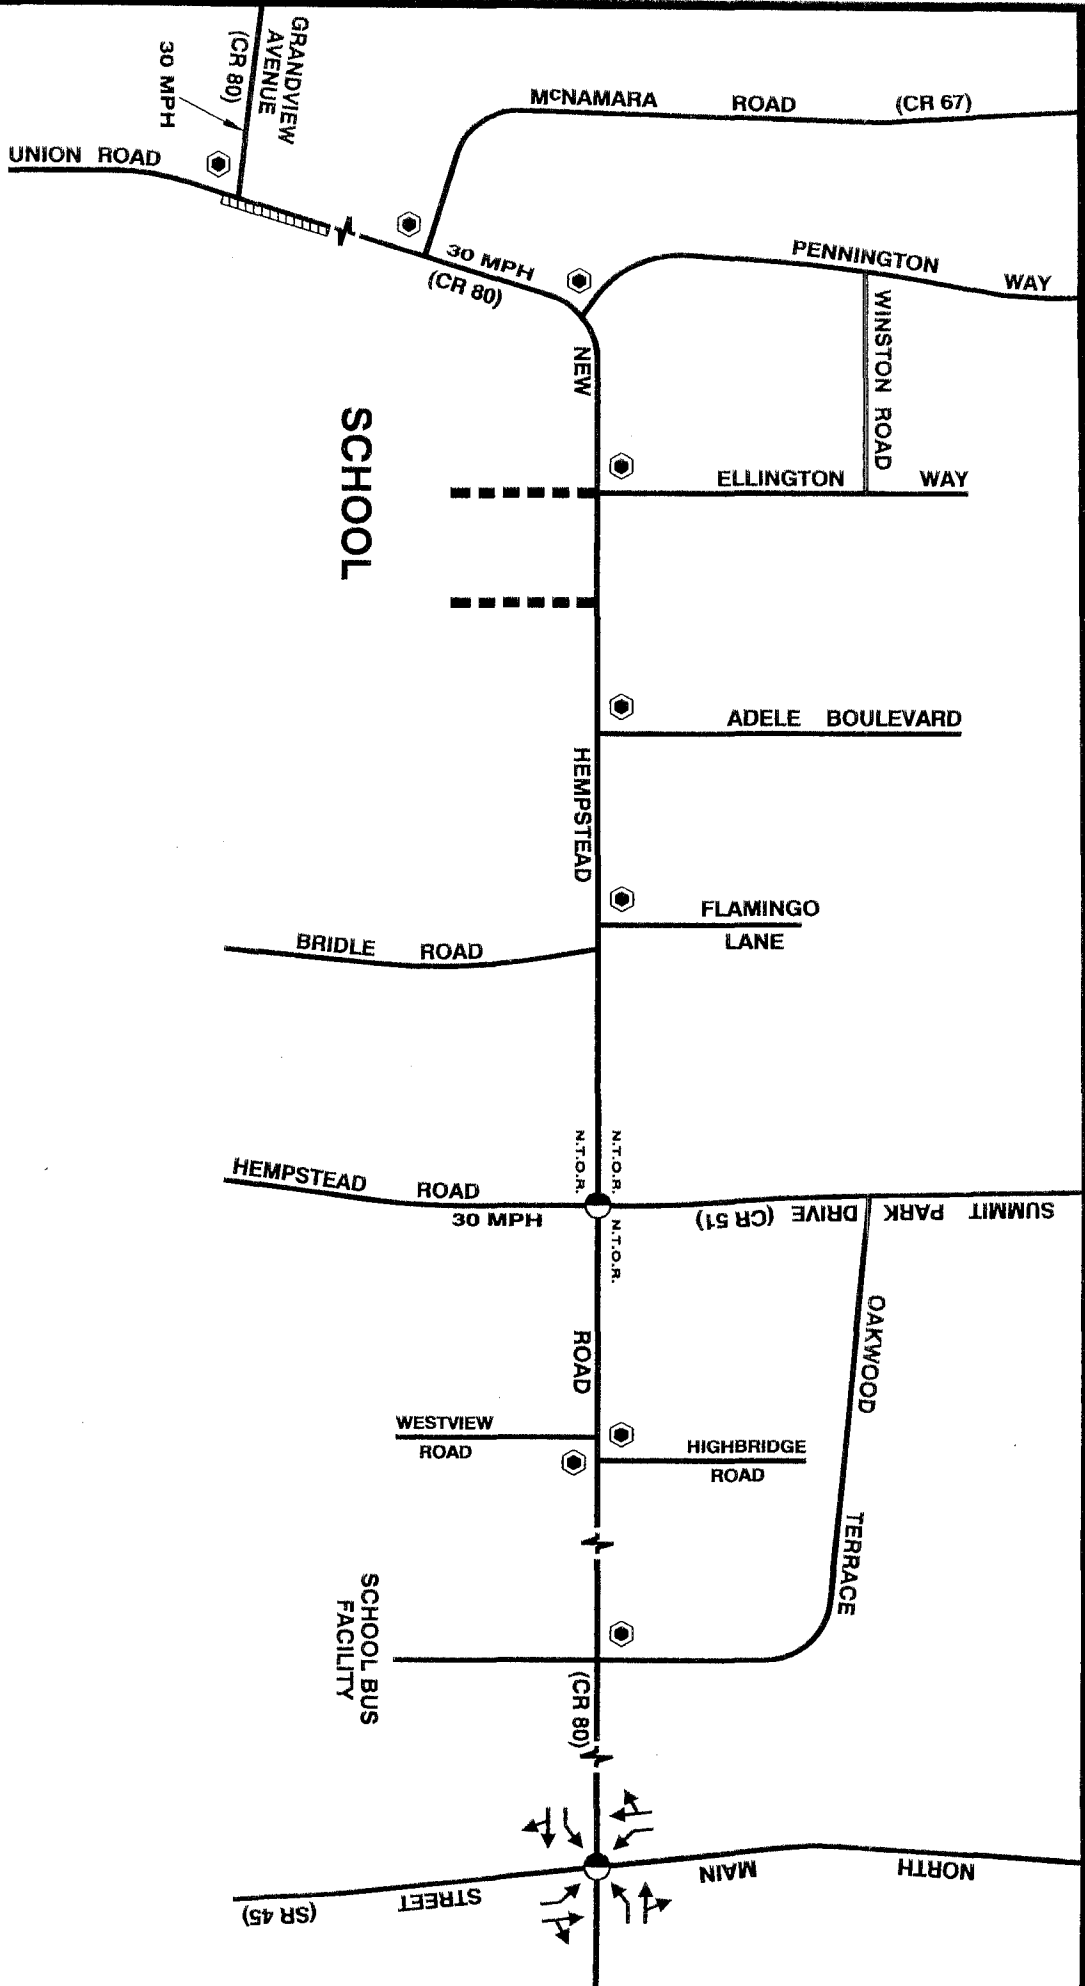 GRANDVIEW
AVENUE
(CR 80)
30 MPH
UNION ROAD
McNAMARA ROAD (CR 67)
30 MPH
(CR 80)
PENNINGTON WAY
WINSTON ROAD
NEW
SCHOOL
ELLINGTON WAY
ADELE BOULEVARD
HEMPSTEAD
FLAMINGO
LANE
BRIDLE ROAD
N.T.O.R.
N.T.O.R.
HEMPSTEAD ROAD
30 MPH
SUMMIT PARK DRIVE (CR 51)
N.T.O.R.
OAKWOOD
TERRACE
ROAD
WESTVIEW
ROAD
HIGHBRIDGE
ROAD
SCHOOL BUS
FACILITY
(CR 80)
NORTH MAIN STREET (SR 45)